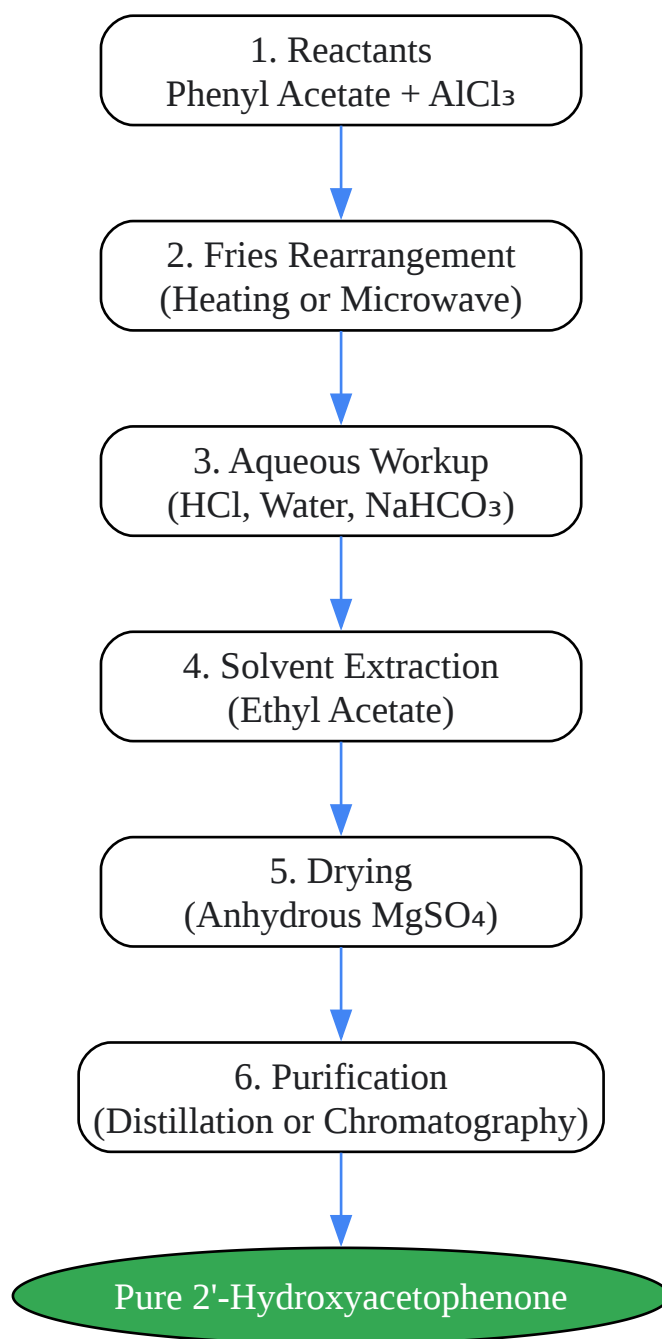 1. Reactants
Phenyl Acetate + AlCl₃
2. Fries Rearrangement
(Heating or Microwave)
3. Aqueous Workup
(HCl, Water, NaHCO₃)
4. Solvent Extraction
(Ethyl Acetate)
5. Drying
(Anhydrous MgSO₄)
6. Purification
(Distillation or Chromatography)
Pure 2'-Hydroxyacetophenone